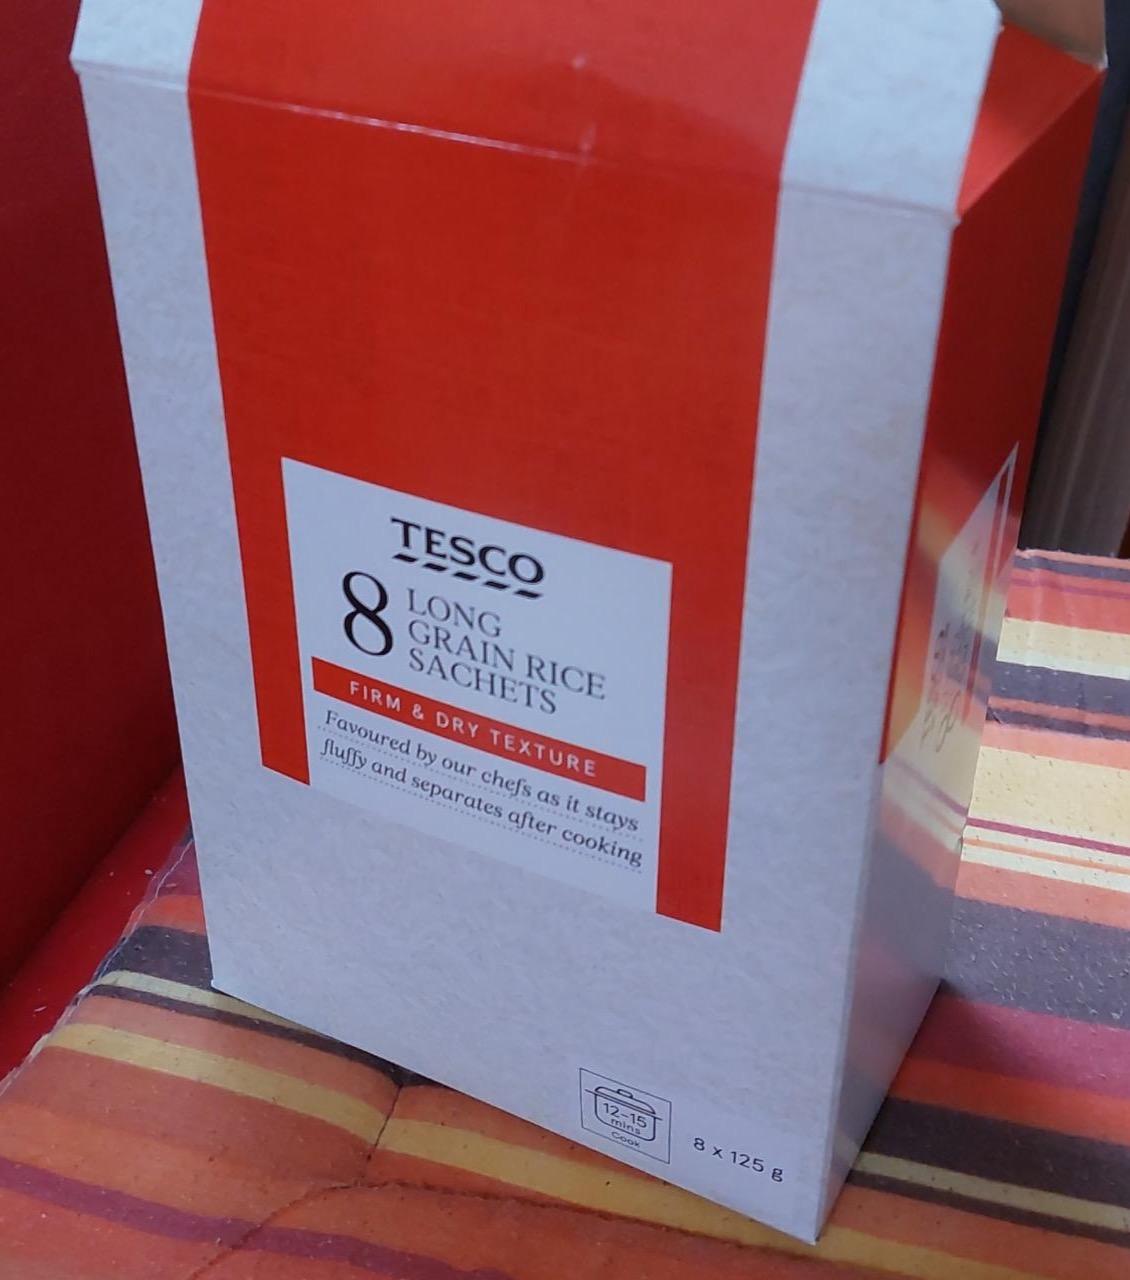 TESCO
8
LONG
GRAIN RICE
SACHETS
FIRM & DRY TEXTURE
Favoured by our chefs as it stays
fluffy and separates after cooking
12-15
mins
Cook
8 x 125 g